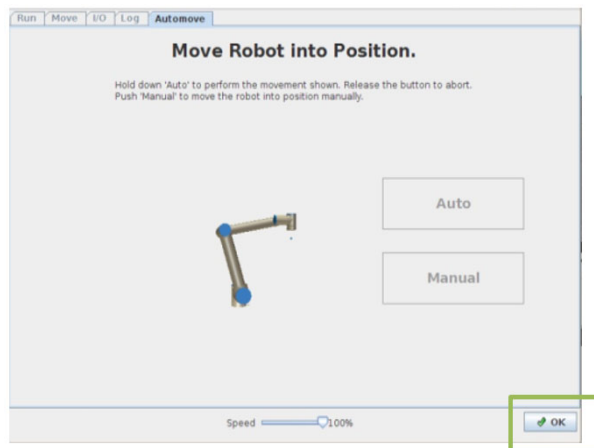 Run Move I/O Log Automove
Move Robot into Position.
Hold down 'Auto' to perform the movement shown. Release the button to abort.
Push 'Manual' to move the robot into position manually.
Auto
Manual
Speed 100% OK